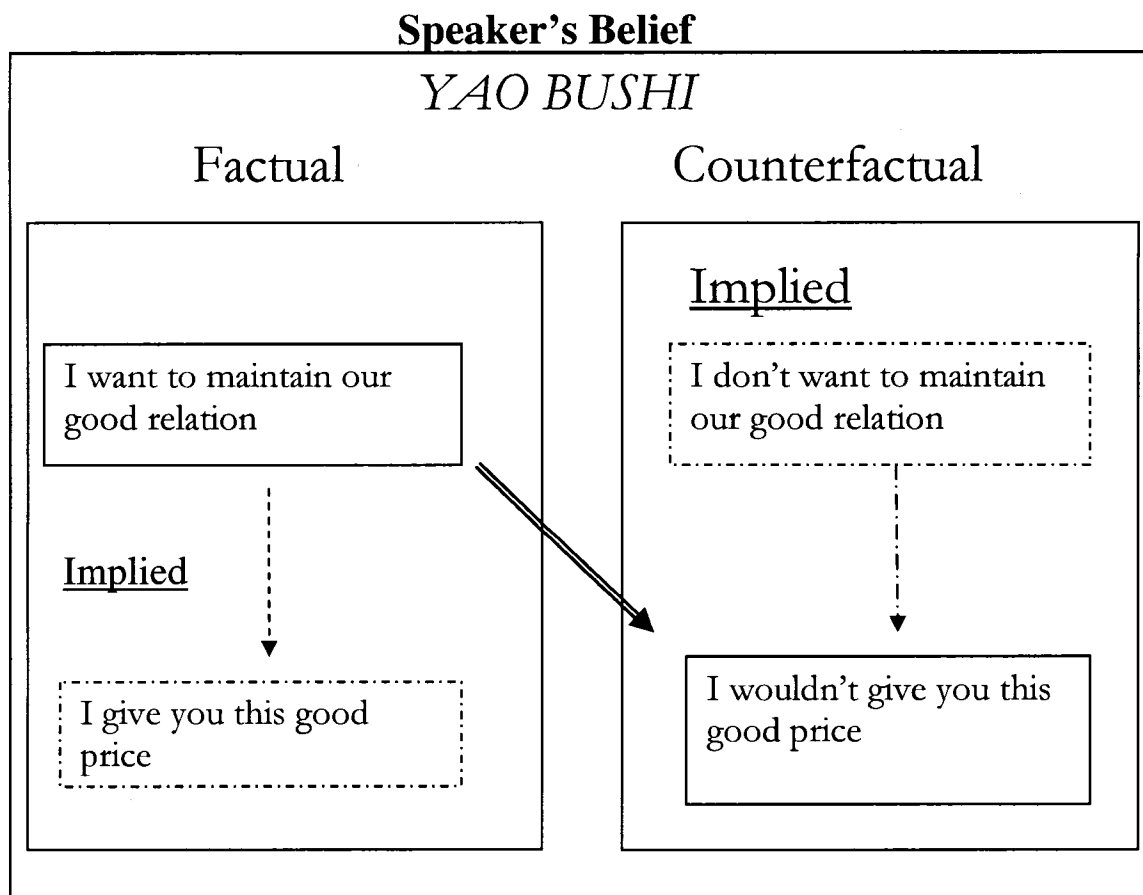 Speaker's Belief
YAO BUSHI
Factual
Counterfactual
I want to maintain our
good relation
Implied
I give you this good
price
Implied
I don't want to maintain
our good relation
I wouldn't give you this
good price